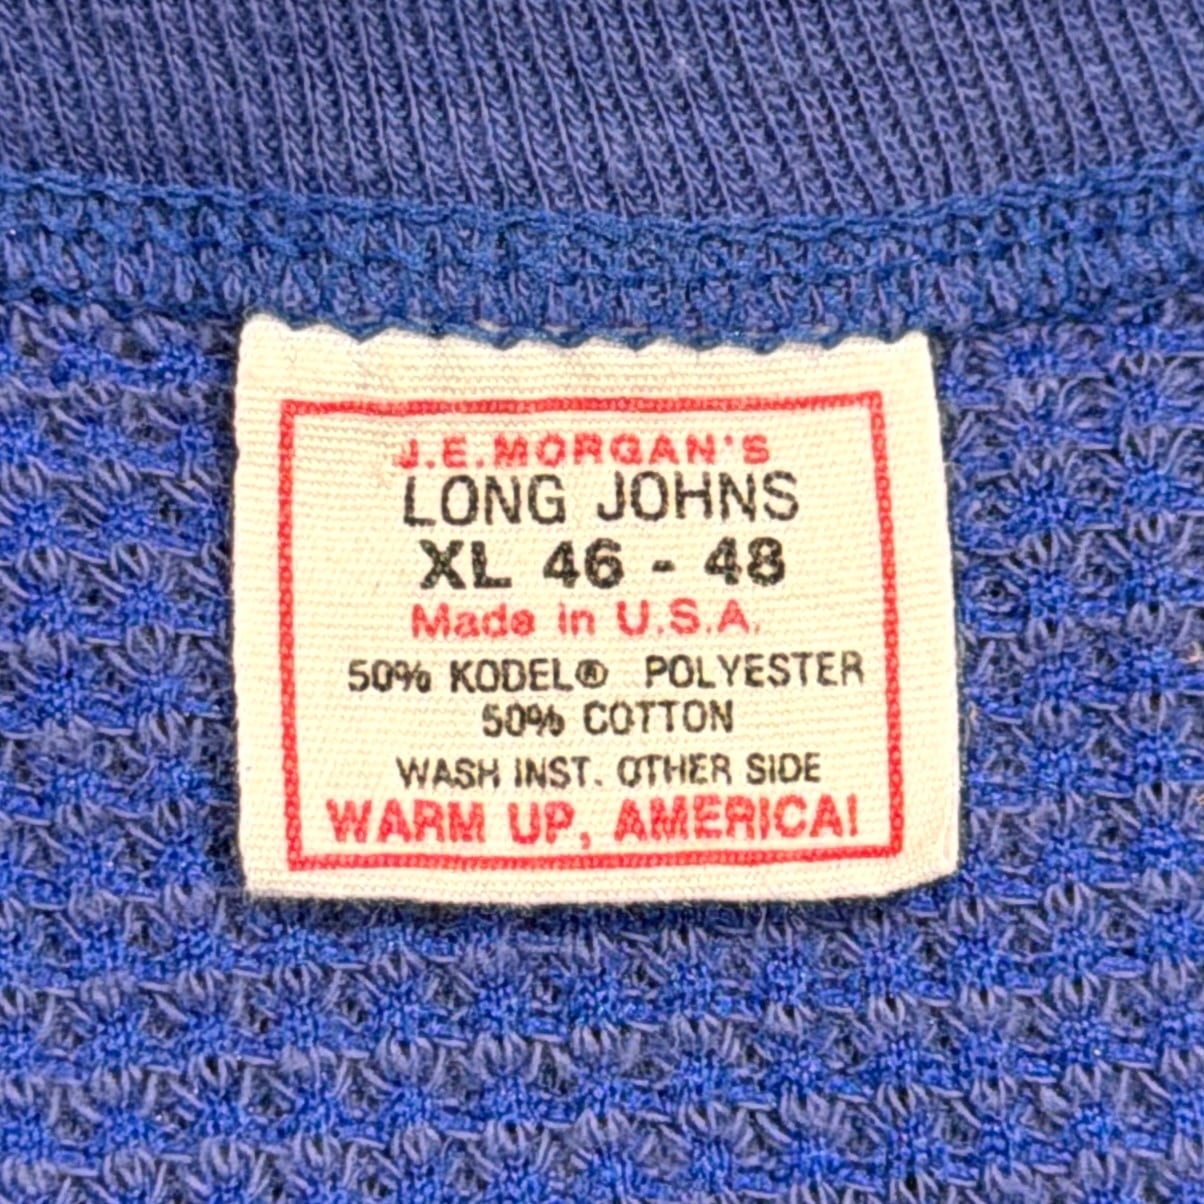 J.E.MORGAN'S
LONG JOHNS
XL 46 - 48
Made in U.S.A.
50% KODEL® POLYESTER
50% COTTON
WASH INST. OTHER SIDE
WARM UP, AMERICA!